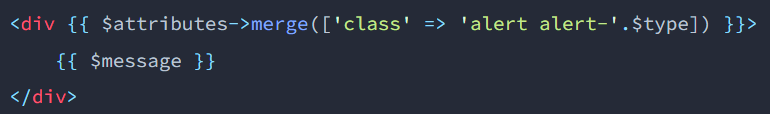 <div {{ $attributes->merge(['class' => 'alert alert-'.$type]) }}>
    {{ $message }}
</div>